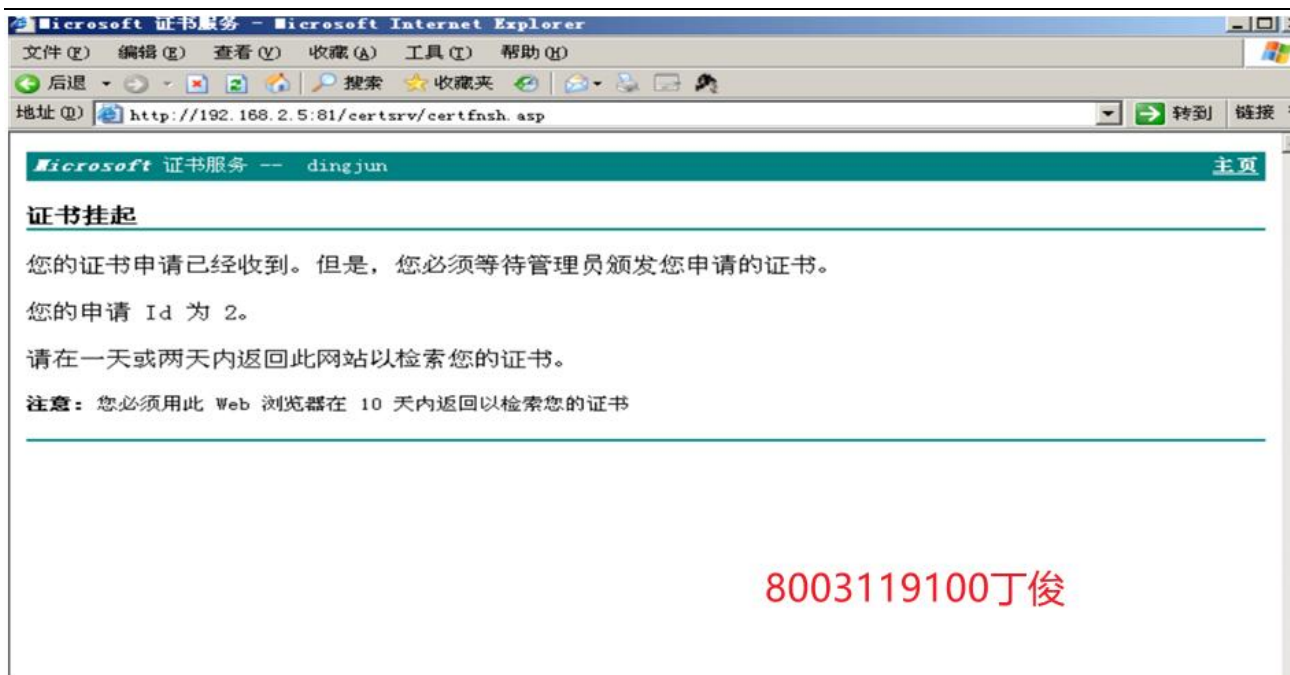 Microsoft 证书服务 - Microsoft Internet Explorer
文件(F) 编辑(E) 查看(V) 收藏(A) 工具(T) 帮助(H)
后退 搜索 收藏夹
地址(D) http://192.168.2.5:81/certsrv/certfnsh.asp 转到 链接
Microsoft 证书服务 -- dingjun 主页
证书挂起
您的证书申请已经收到。但是，您必须等待管理员颁发您申请的证书。
您的申请 Id 为 2。
请在一天或两天内返回此网站以检索您的证书。
注意: 您必须用此 Web 浏览器在 10 天内返回以检索您的证书
8003119100丁俊